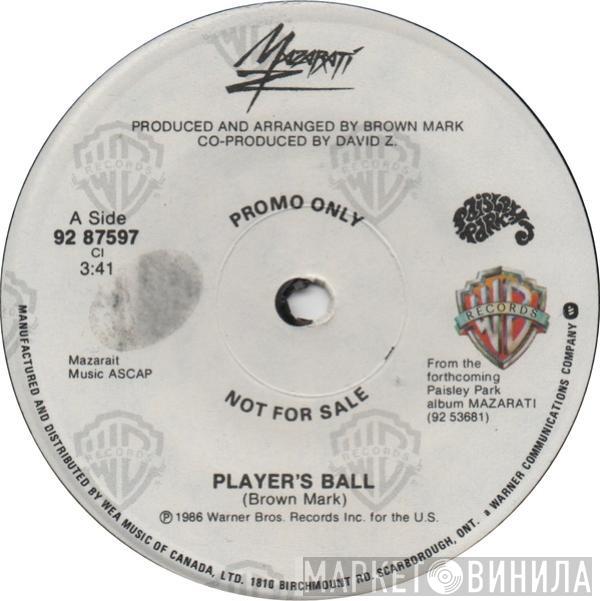 MAZARATI
PRODUCED AND ARRANGED BY BROWN MARK
CO-PRODUCED BY DAVID Z.
PROMO ONLY
A Side
92 87597
CI
3:41
PAISLEY PARK
WB
RECORDS
Mazarait
Music ASCAP
From the
forthcoming
Paisley Park
album MAZARATI
(92 53681)
NOT FOR SALE
PLAYER'S BALL
(Brown Mark)
Ⓟ 1986 Warner Bros. Records Inc. for the U.S.
MANUFACTURED AND DISTRIBUTED BY WEA MUSIC OF CANADA, LTD. 1810 BIRCHMOUNT RD. SCARBOROUGH, ONT. a WARNER COMMUNICATIONS COMPANY
МАРКЕТ ВИНИЛА